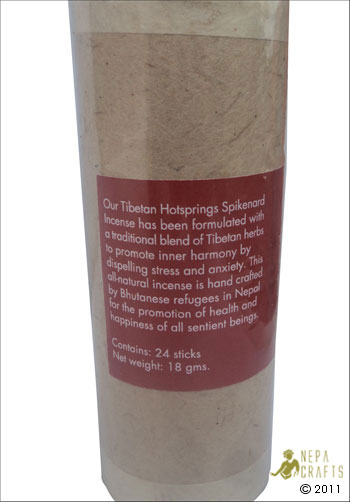 Our Tibetan Hotsprings Spikenard
Incense has been formulated with
a traditional blend of Tibetan herbs
to promote inner harmony by
dispelling stress and anxiety. This
all-natural incense is hand crafted
by Bhutanese refugees in Nepal
for the promotion of health and
happiness of all sentient beings.
Contains: 24 sticks
Net weight: 18 gms.
NEPA
CRAFTS
© 2011